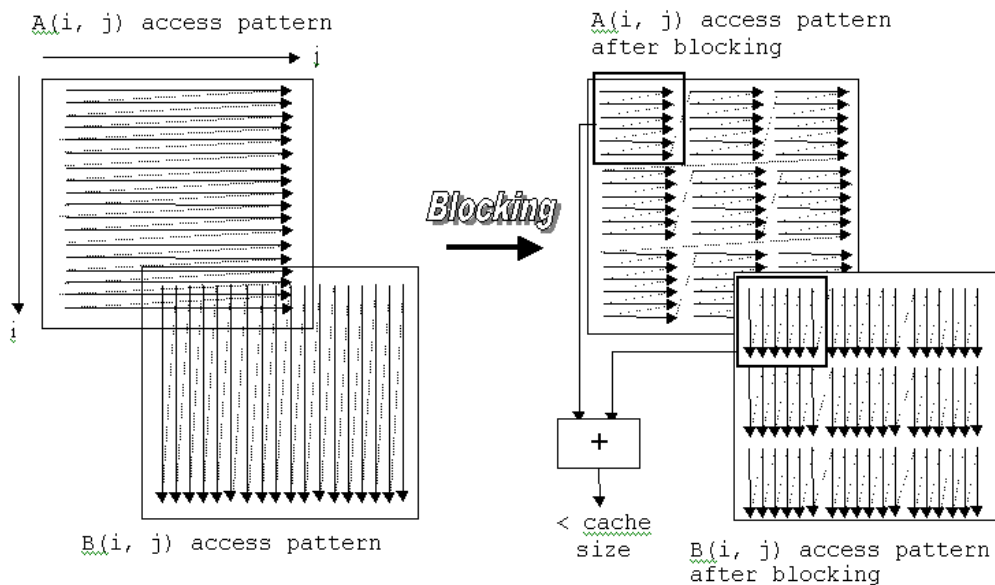 A(i, j) access pattern
j
i
B(i, j) access pattern
Blocking
A(i, j) access pattern
after blocking
+
< cache
size
B(i, j) access pattern
after blocking